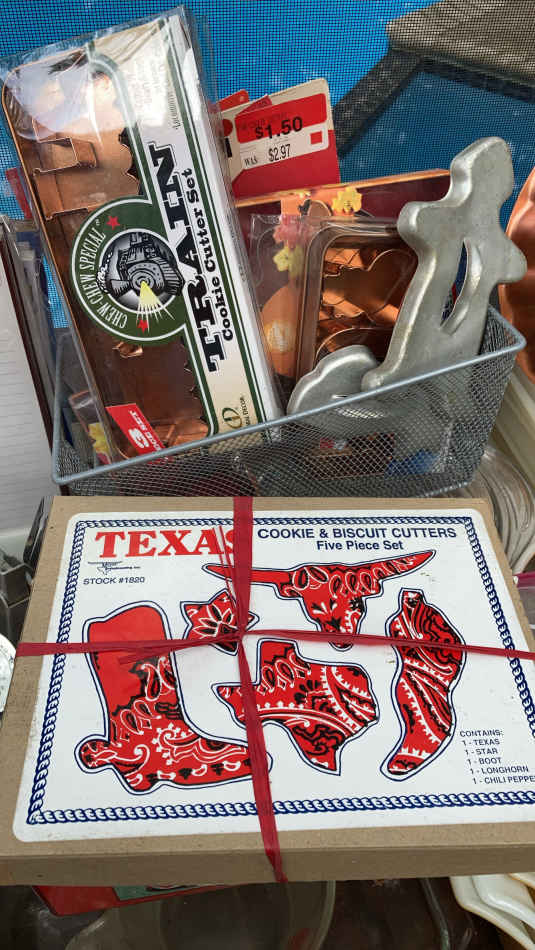 $1.50
WAS: $2.97
CHEW-CHEW SPECIAL!
TRAIN
Cookie Cutter Set
TEXAS
COOKIE & BISCUIT CUTTERS
Five Piece Set
STOCK #1820
CONTAINS:
1 - TEXAS
1 - STAR
1 - BOOT
1 - LONGHORN
1 - CHILI PEPPE